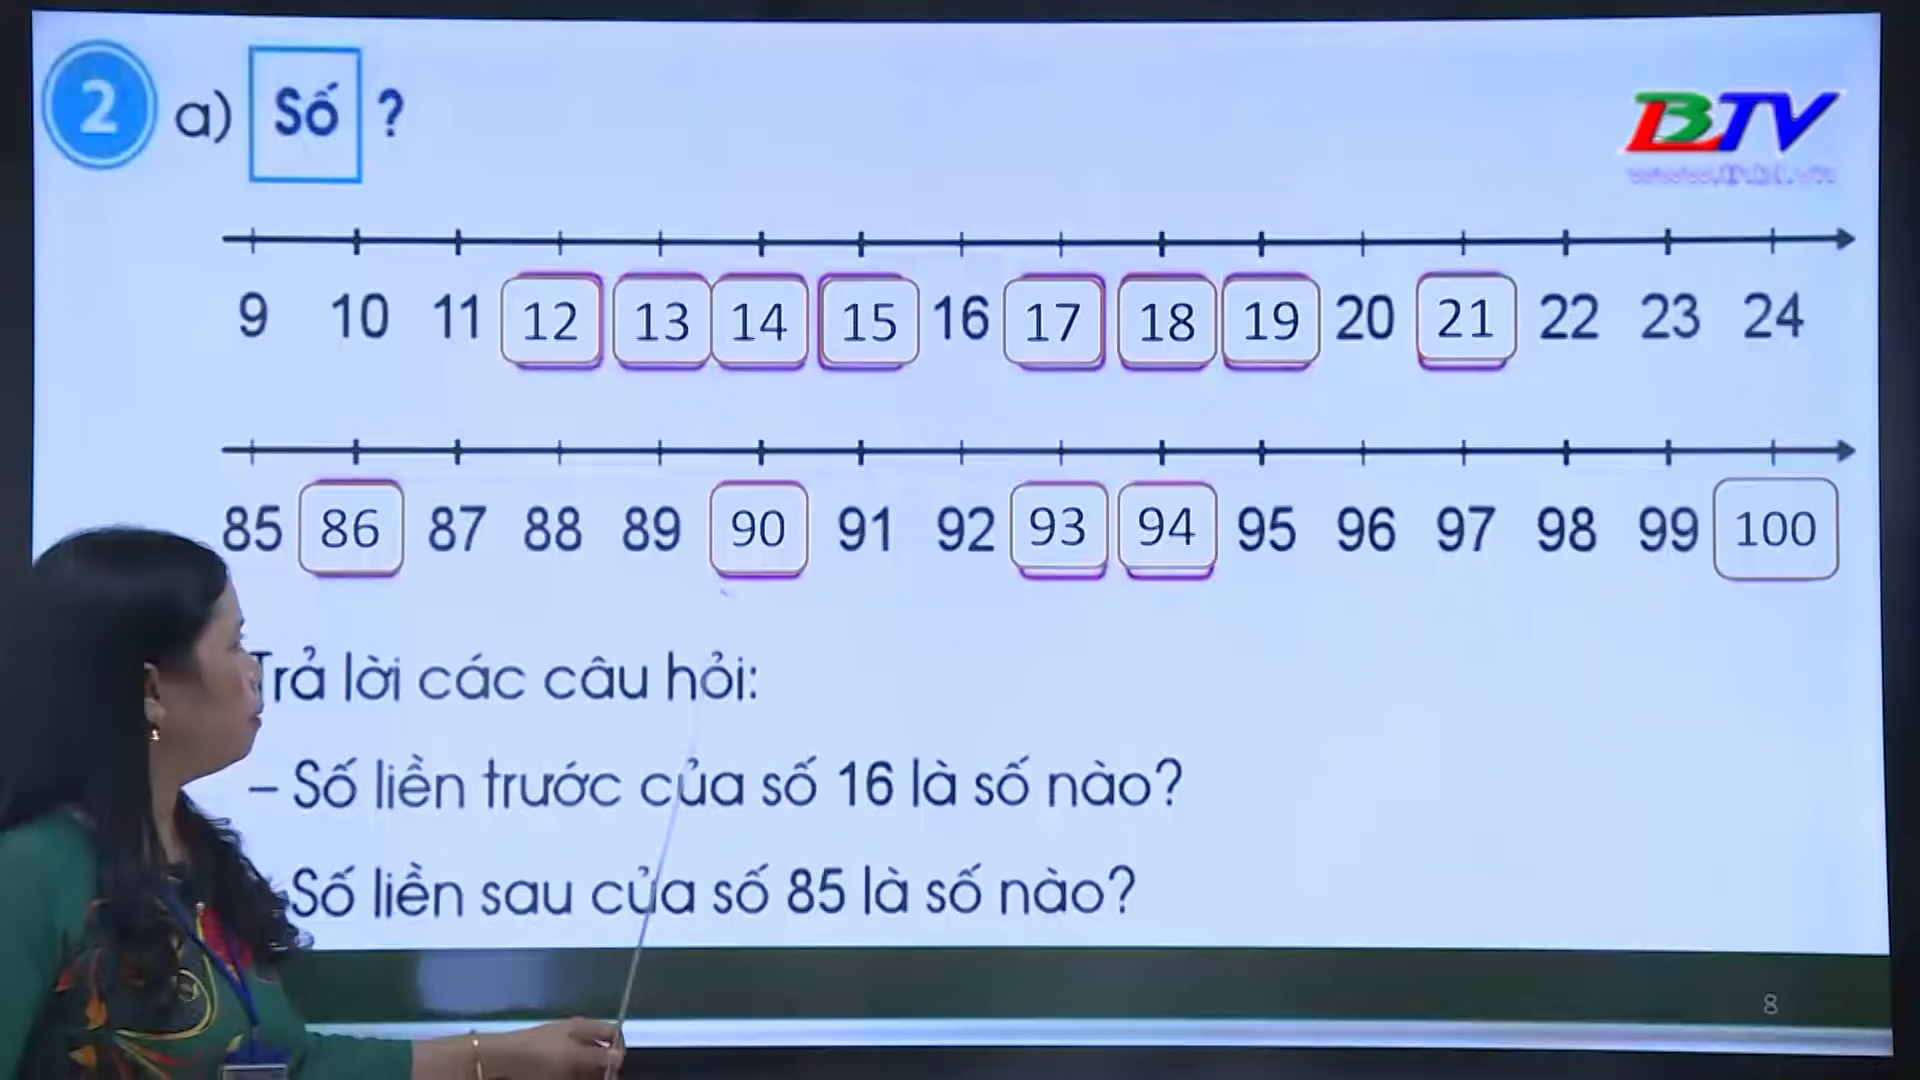 2 a) Số ?
BTV
9 10 11 12 13 14 15 16 17 18 19 20 21 22 23 24
85 86 87 88 89 90 91 92 93 94 95 96 97 98 99 100
Trả lời các câu hỏi:
– Số liền trước của số 16 là số nào?
Số liền sau của số 85 là số nào?
8